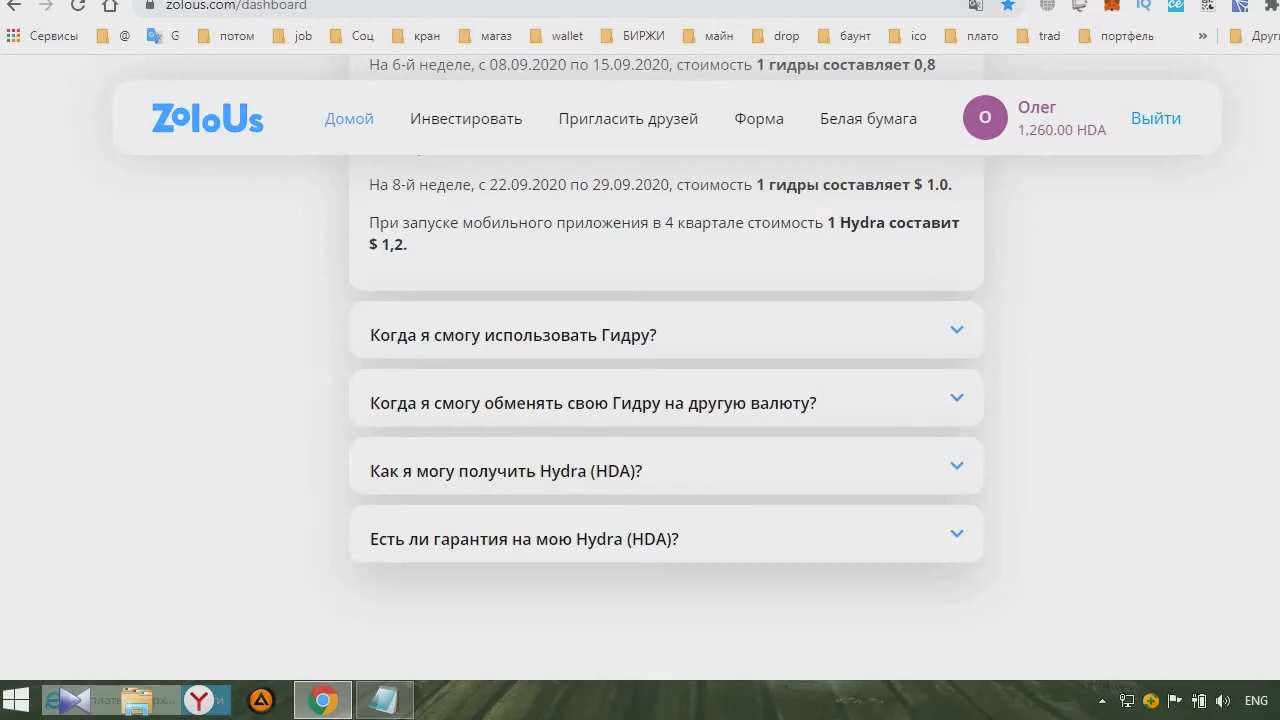 zolous.com/dashboard
Сервисы @ G потом job Соц кран магаз wallet БИРЖИ майн drop баунт ico плато trad портфель » Други
На 6-й неделе, с 08.09.2020 по 15.09.2020, стоимость 1 гидры составляет 0,8
ZoloUs Домой Инвестировать Пригласить друзей Форма Белая бумага О Олег Выйти
1,260.00 HDA
На 8-й неделе, с 22.09.2020 по 29.09.2020, стоимость 1 гидры составляет $ 1.0.
При запуске мобильного приложения в 4 квартале стоимость 1 Hydra составит
$ 1,2.
Когда я смогу использовать Гидру?
Когда я смогу обменять свою Гидру на другую валюту?
Как я могу получить Hydra (HDA)?
Есть ли гарантия на мою Hydra (HDA)?
ENG